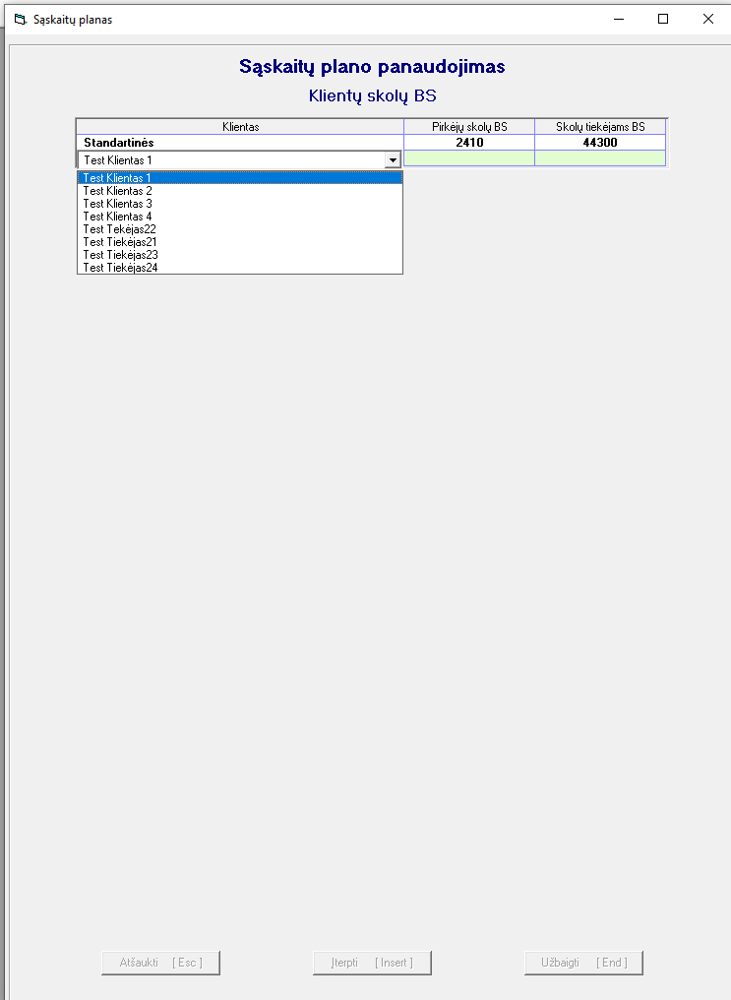 Sąskaitų planas
Sąskaitų plano panaudojimas
Klientų skolų BS
Klientas Pirkėjų skolų BS Skolų tiekėjams BS
Standartinės 2410 44300
Test Klientas 1
Test Klientas 1
Test Klientas 2
Test Klientas 3
Test Klientas 4
Test Tekėjas22
Test Tiekėjas21
Test Tiekėjas23
Test Tiekėjas24
Atšaukti [ Esc ] Įterpti [ Insert ] Užbaigti [ End ]